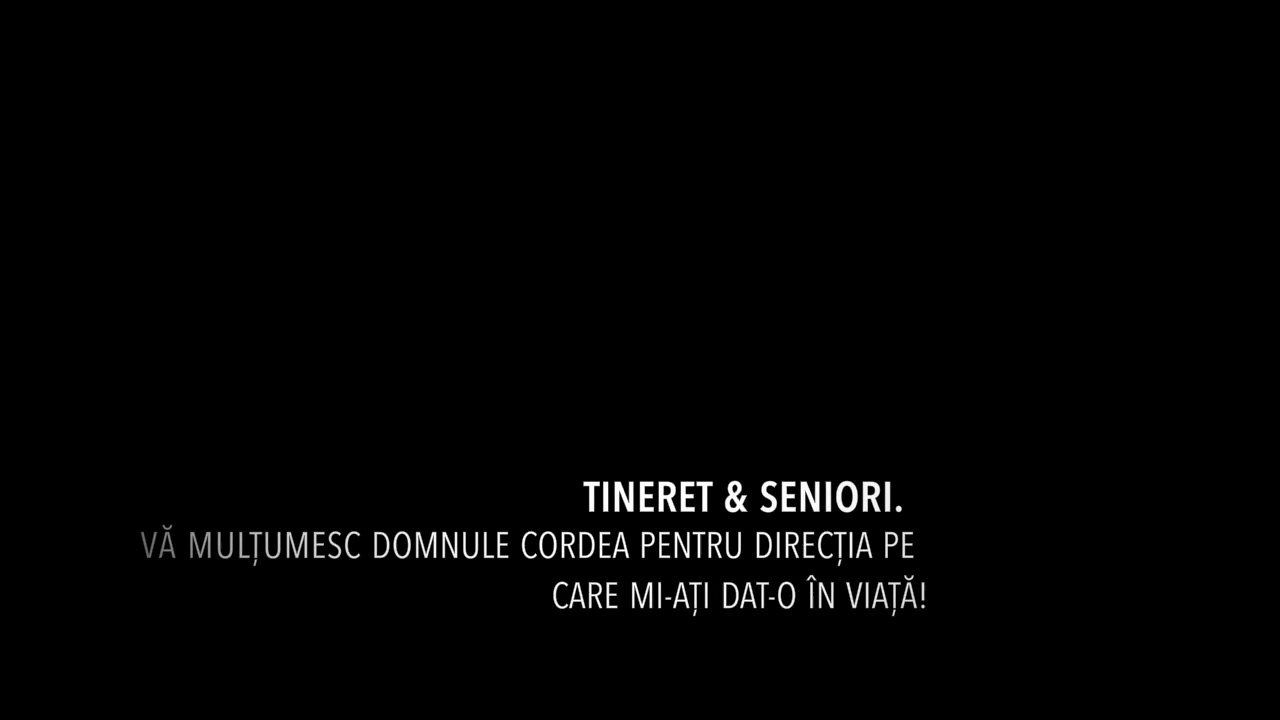 TINERET & SENIORI.
VĂ MULȚUMESC DOMNULE CORDEA PENTRU DIRECȚIA PE
CARE MI-AȚI DAT-O ÎN VIAȚĂ!